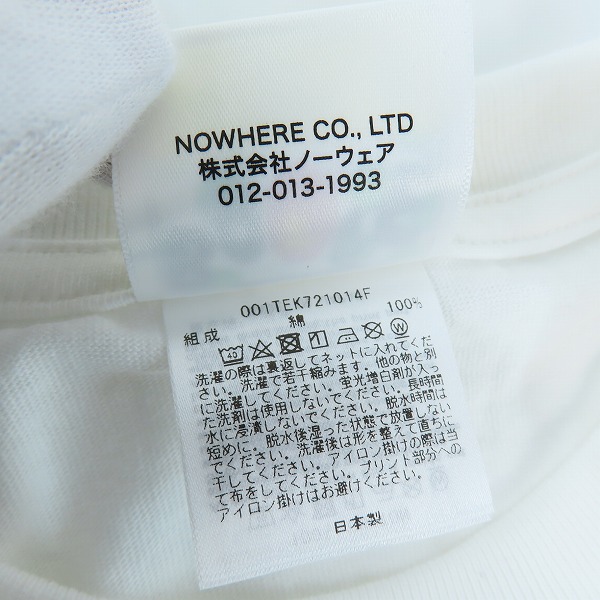 NOWHERE CO., LTD
株式会社ノーウェア
012-013-1993
001TEK721014F
組成 綿 100%
40
W
洗濯の際は裏返してネットに入れてくだ
さい。洗濯で若干縮みます。他の物と別
に洗濯してください。蛍光増白剤が入っ
た洗剤は使用しないでください。長時間
水に浸漬しないでください。脱水時間は
短めに。脱水後湿った状態で放置しない
でください。洗濯後は形を整えて直ちに
干してください。アイロン掛けの際は当
て布をしてください。プリント部分への
アイロン掛けはお避けください。
日本製